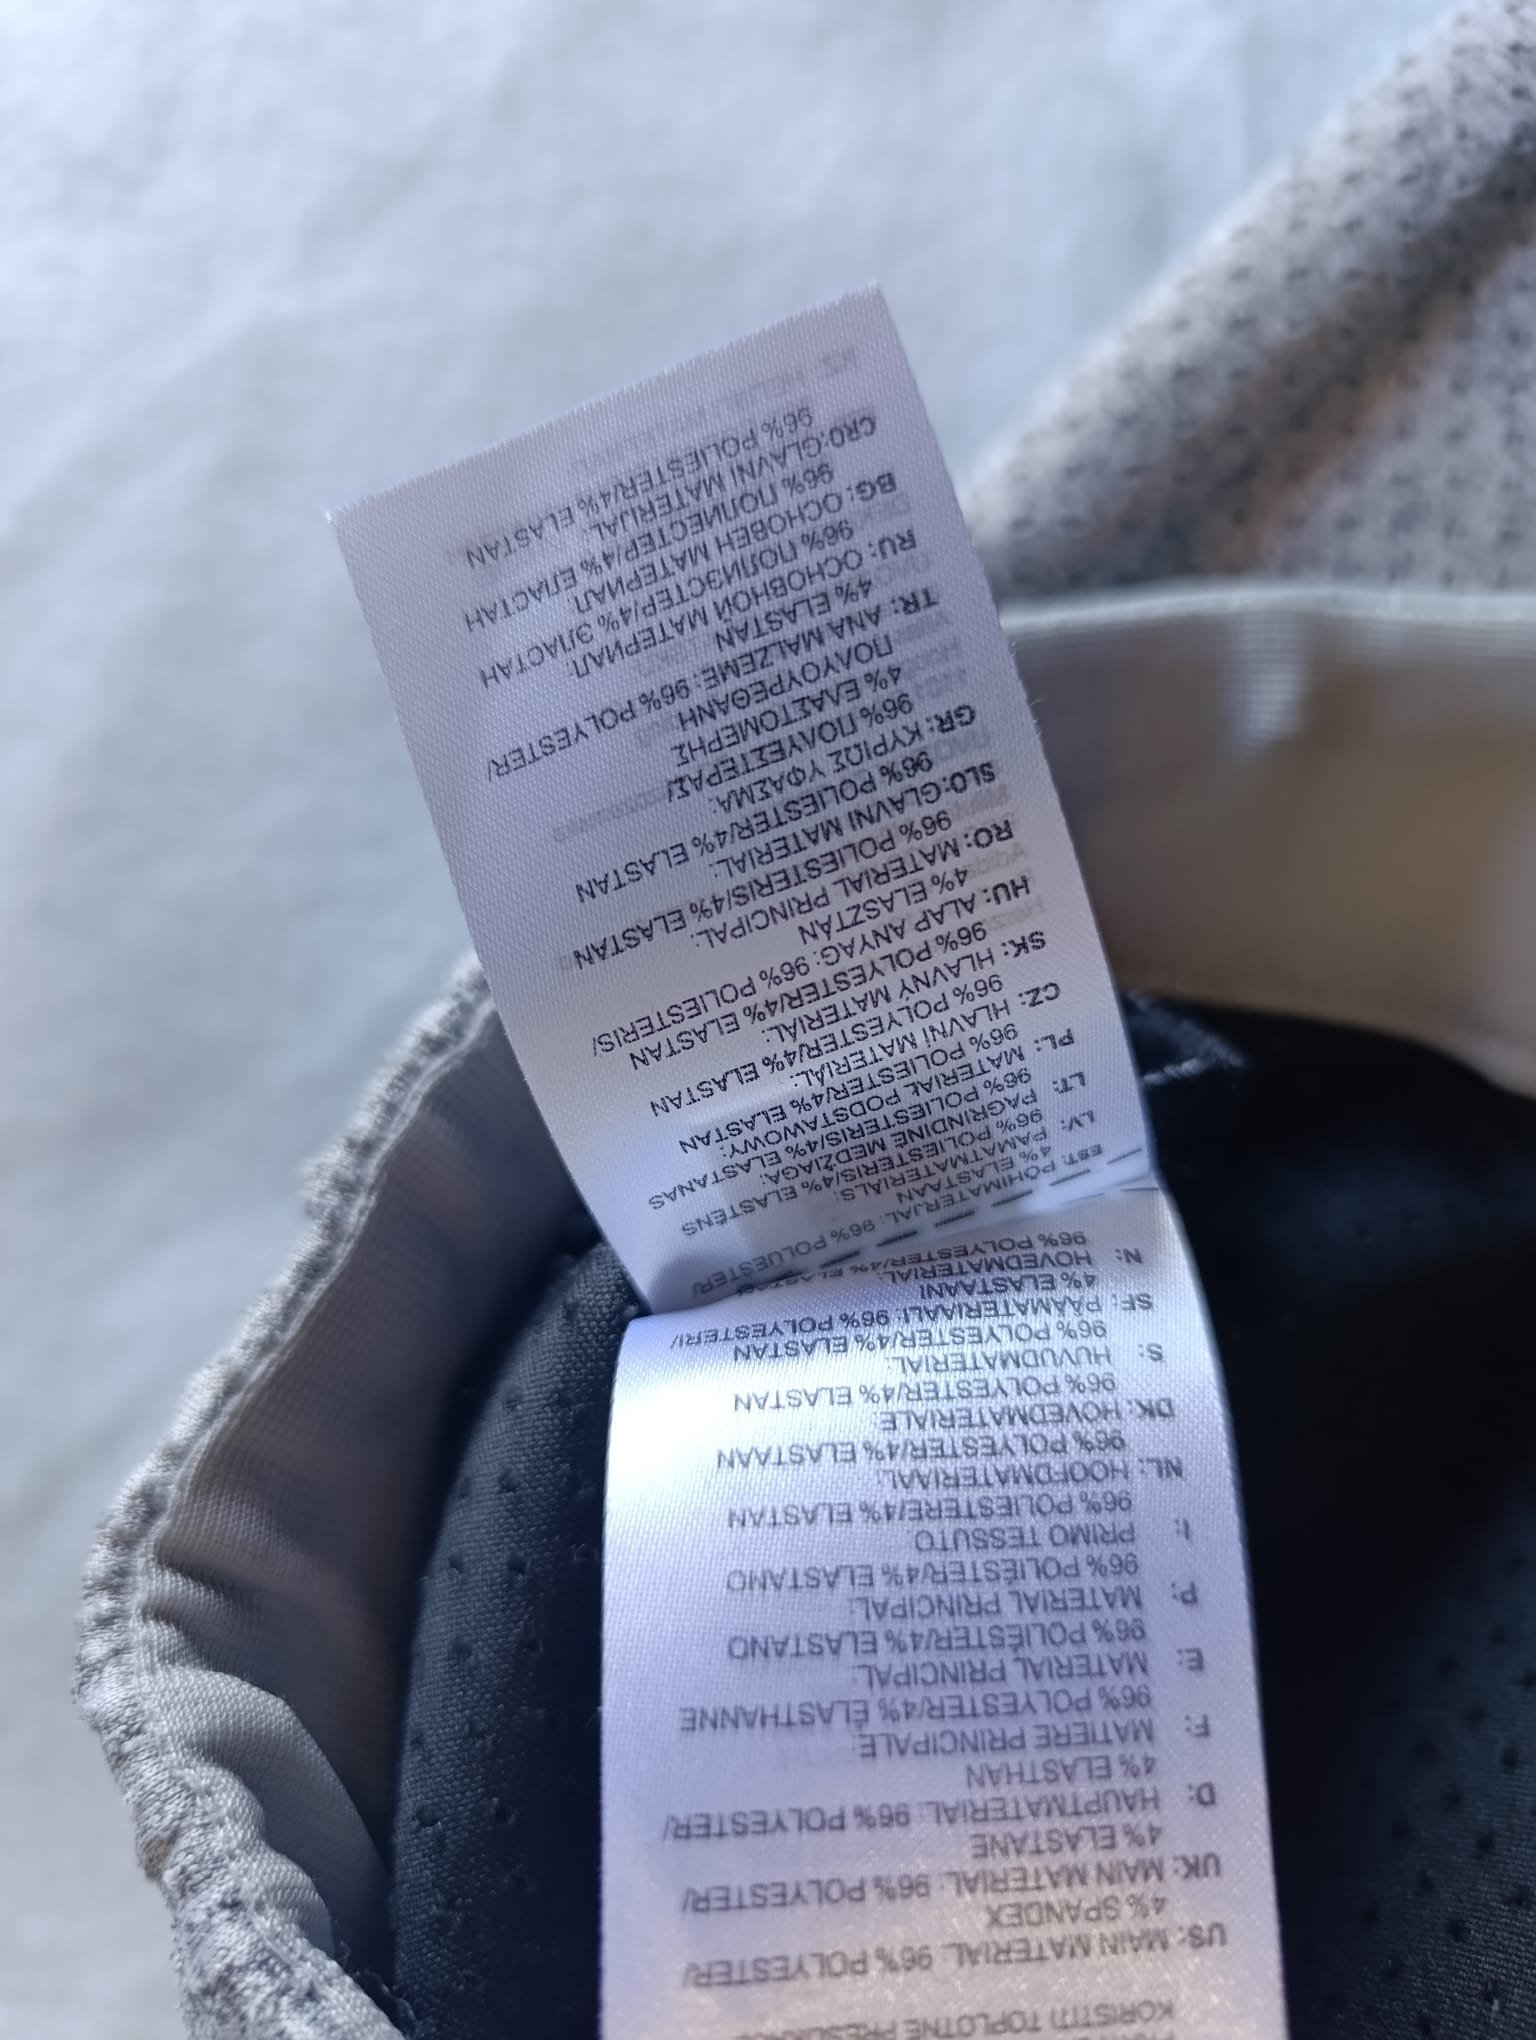 KORISTITI TOPLOTNE
US: MAIN MATERIAL: 96% POLYESTER/
4% SPANDEX
UK: MAIN MATERIAL: 96% POLYESTER/
4% ELASTANE
D: HAUPTMATERIAL: 96% POLYESTER/
4% ELASTHAN
F: MATIERE PRINCIPALE:
96% POLYESTER/4% ÉLASTHANNE
E: MATERIAL PRINCIPAL:
96% POLIÉSTER/4% ELASTANO
P: MATERIAL PRINCIPAL:
96% POLIESTER/4% ELASTANO
I: PRIMO TESSUTO
96% POLIESTERE/4% ELASTAN
NL: HOOFDMATERIAAL:
96% POLYESTER/4% ELASTAAN
DK: HOVEDMATERIALE:
96% POLYESTER/4% ELASTAN
S: HUVUDMATERIAL:
96% POLYESTER/4% ELASTAN
SF: PÄÄMATERIAALI: 96% POLYESTERI/
4% ELASTAANI
N: HOVEDMATERIAL:
96% POLYESTER/4% ELASTAN
EST: PÕHIMATERJAL: 96% POLÜESTER/
4% ELASTAAN
LV: PAMATMATERIĀLS:
96% POLIESTERIS/4% ELASTĒNS
LT: PAGRINDINĖ MEDŽIAGA:
96% POLIESTERIS/4% ELASTANAS
PL: MATERIAŁ PODSTAWOWY:
96% POLIESTER/4% ELASTAN
CZ: HLAVNÍ MATERIÁL:
96% POLYESTER/4% ELASTAN
SK: HLAVNÝ MATERIÁL:
96% POLYESTER/4% ELASTAN
HU: ALAP ANYAG: 96% POLIESTERIS/
4% ELASZTÁN
RO: MATERIAL PRINCIPAL:
96% POLIESTERIS/4% ELASTAN
SLO:GLAVNI MATERIAL:
96% POLIESTER/4% ELASTAN
GR: ΚΥΡΙΩΣ ΥΦΑΣΜΑ:
96% ΠΟΛΥΕΣΤΕΡΑΣ/
4% ΕΛΑΣΤΟΜΕΡΗΣ
ΠΟΛΥΟΥΡΕΘΑΝΗ
TR: ANA MALZEME: 96% POLYESTER/
4% ELASTAN
RU: ОСНОВНОЙ МАТЕРИАЛ:
96% ПОЛИЭСТЕР/4% ЭЛАСТАН
BG: ОСНОВЕН МАТЕРИАЛ:
96% ПОЛИЕСТЕР/4% ЕЛАСТАН
CRO:GLAVNI MATERIJAL
96% POLIESTER/4% ELASTAN